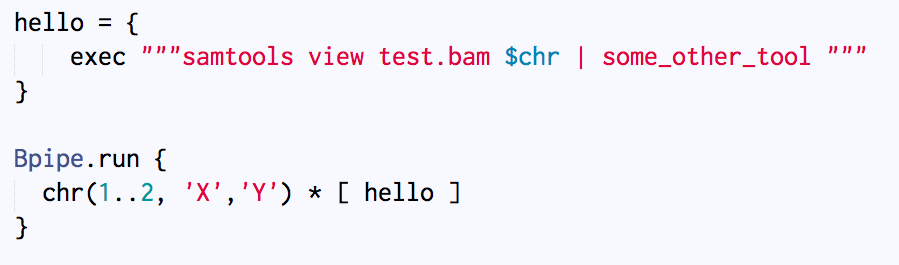 hello = {
    exec """samtools view test.bam $chr | some_other_tool """
}

Bpipe.run {
  chr(1..2, 'X','Y') * [ hello ]
}